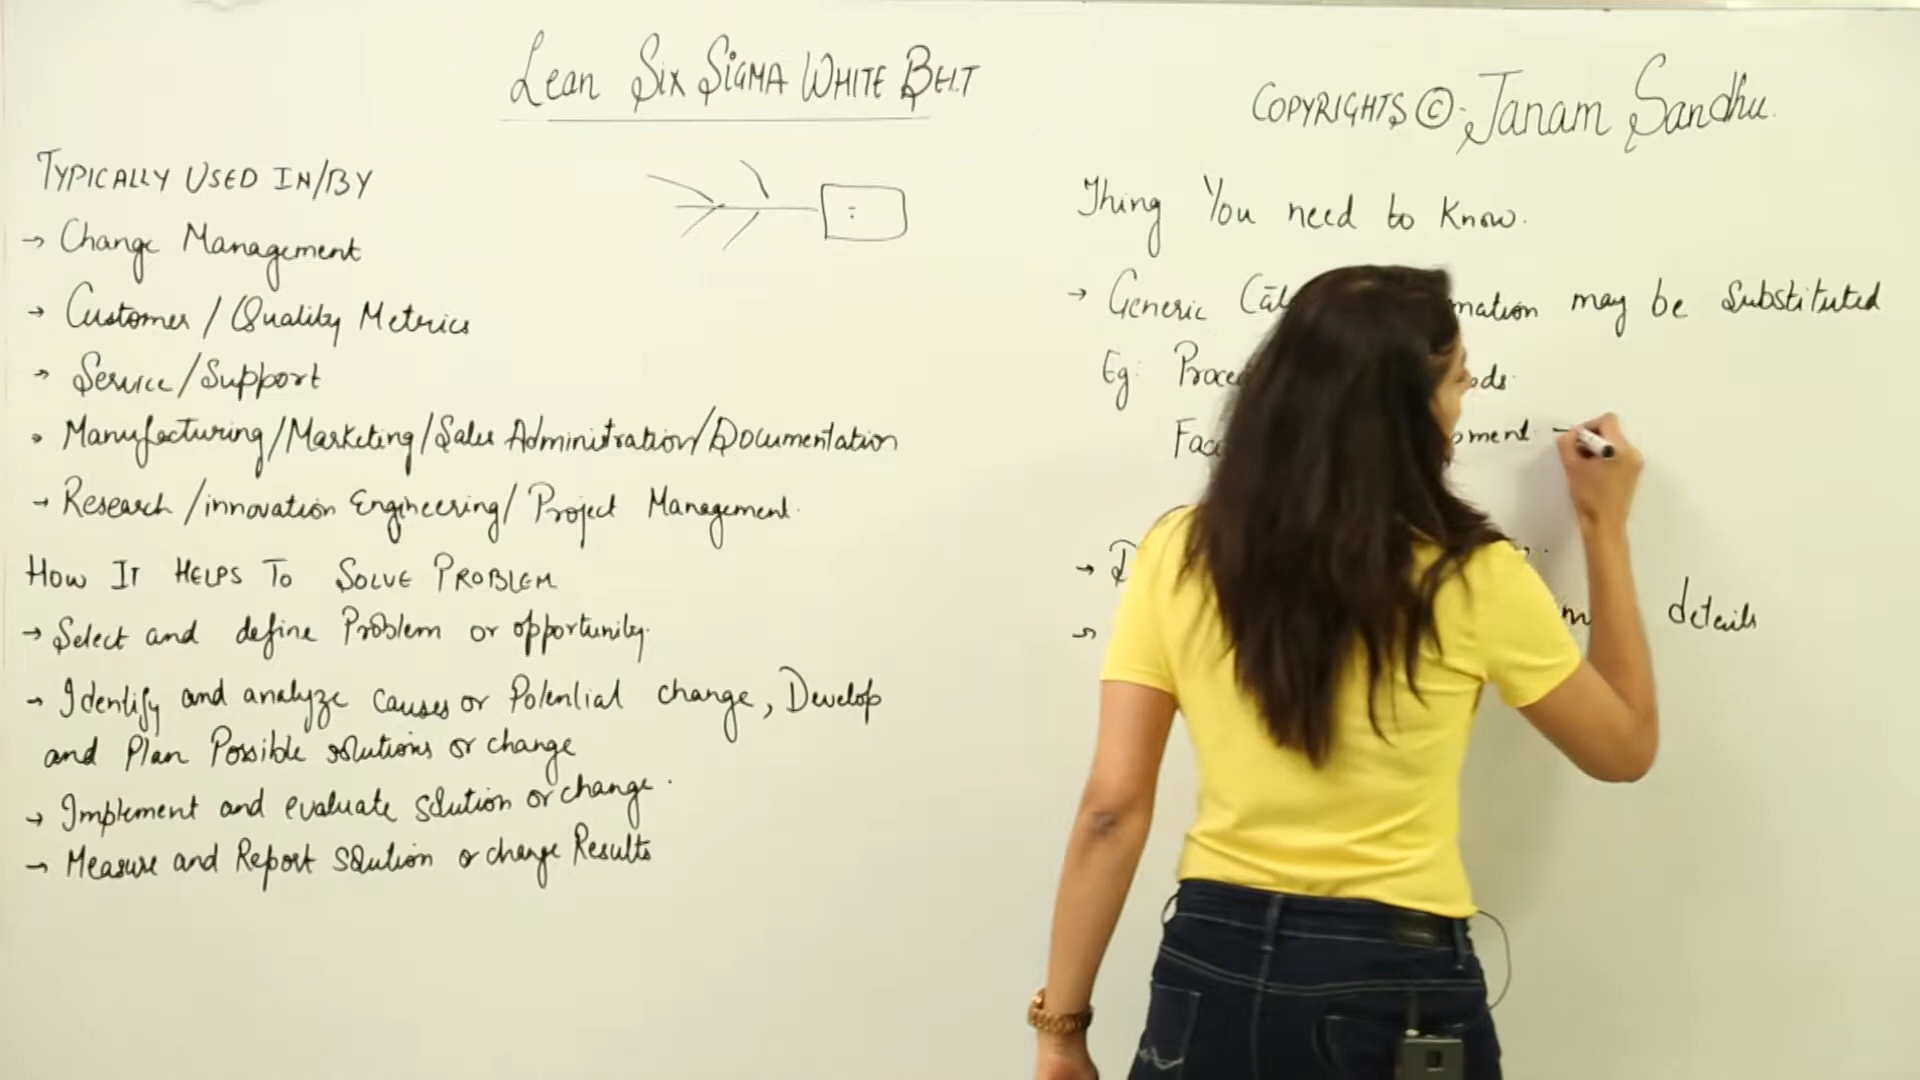 Lean Six Sigma White Belt
Copyrights © Janam Sandhu.
Typically Used In/By
→ Change Management
→ Customer / Quality Metrics
→ Service/Support
→ Manufacturing/Marketing/Sales Administration/Documentation
→ Research /innovation Engineering/ Project Management.
How It Helps To Solve Problem
→ Select and define Problem or opportunity.
→ Identify and analyze causes or Potential change, Develop
and Plan Possible solutions or change
→ Implement and evaluate solution or change.
→ Measure and Report solution or change Results
Thing You need to Know.
→ Generic may be Substituted
Eg:
details